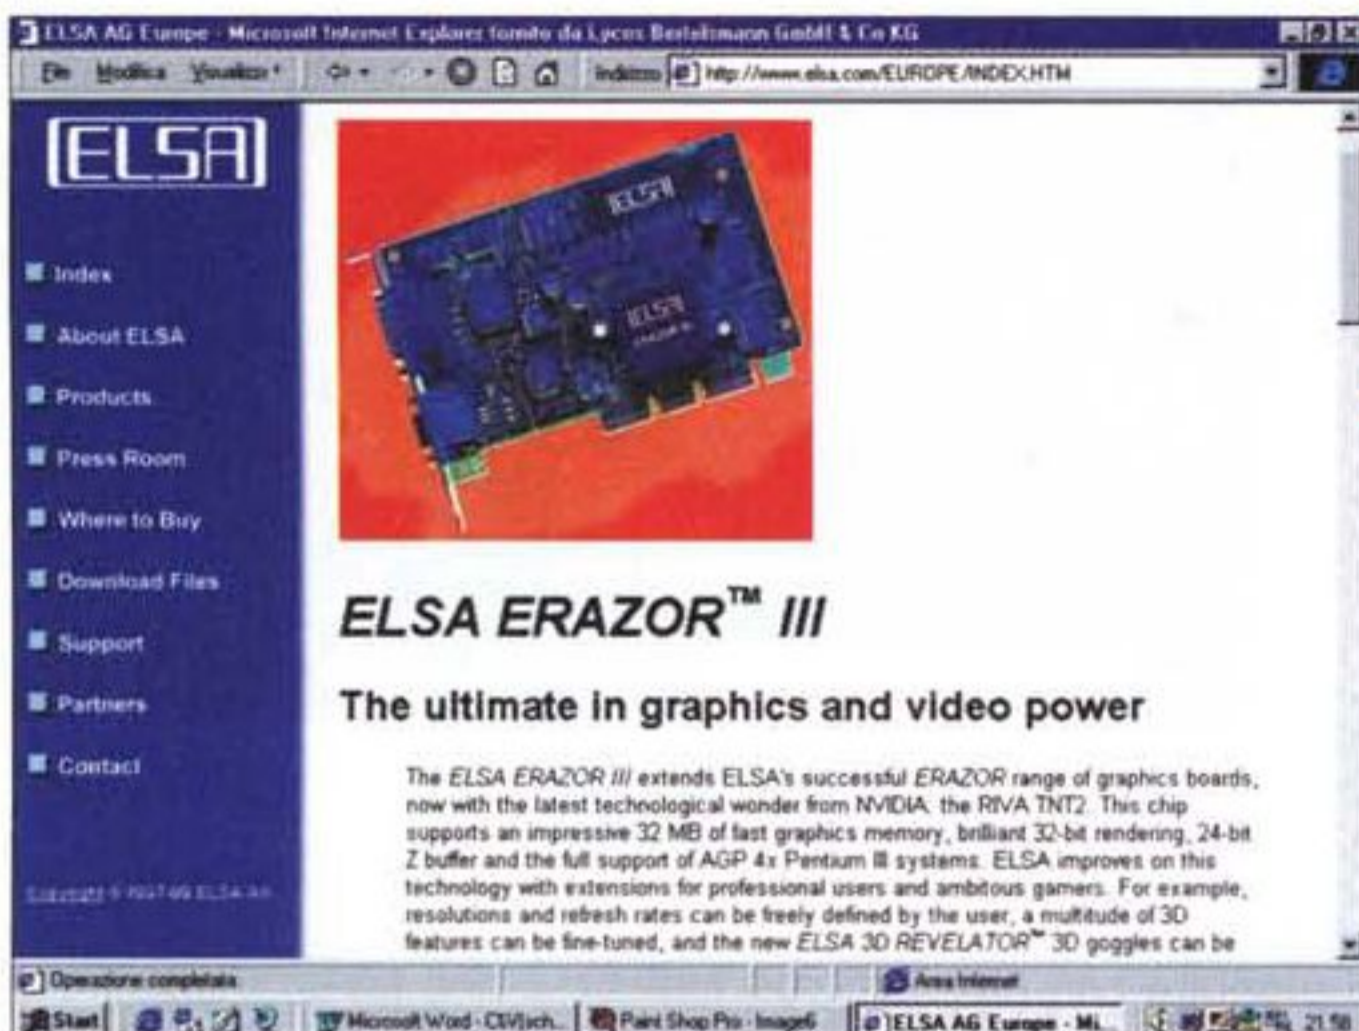 ELSA AG Europe - Microsoft Internet Explorer fornito da Lycos Bertelsmann GmbH & Co KG
File Modifica Visualizza Indirizzo http://www.elsa.com/EUROPE/INDEX.HTM
[ELSA]
Index
About ELSA
Products
Press Room
Where to Buy
Download Files
Support
Partners
Contact
Copyright © ELSA AG
[ELSA]
[ELSA]
ELSA ERAZOR™ III
The ultimate in graphics and video power
The ELSA ERAZOR III extends ELSA's successful ERAZOR range of graphics boards,
now with the latest technological wonder from NVIDIA, the RIVA TNT2. This chip
supports an impressive 32 MB of fast graphics memory, brilliant 32-bit rendering, 24-bit
Z buffer and the full support of AGP 4x Pentium III systems. ELSA improves on this
technology with extensions for professional users and ambitous gamers. For example,
resolutions and refresh rates can be freely defined by the user, a multitude of 3D
features can be fine-tuned, and the new ELSA 3D REVELATOR™ 3D goggles can be
Operazione completata Area Internet
Start Microsoft Word - Paint Shop Pro - Image6 ELSA AG Europe - Mi... 21.58